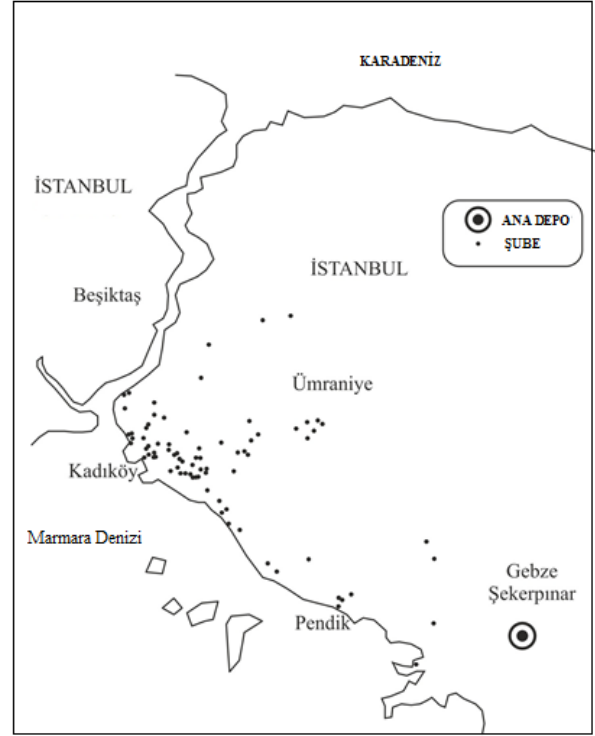 KARADENİZ
İSTANBUL
ANA DEPO
ŞUBE
İSTANBUL
Beşiktaş
Ümraniye
Kadıköy
Marmara Denizi
Gebze
Şekerpınar
Pendik